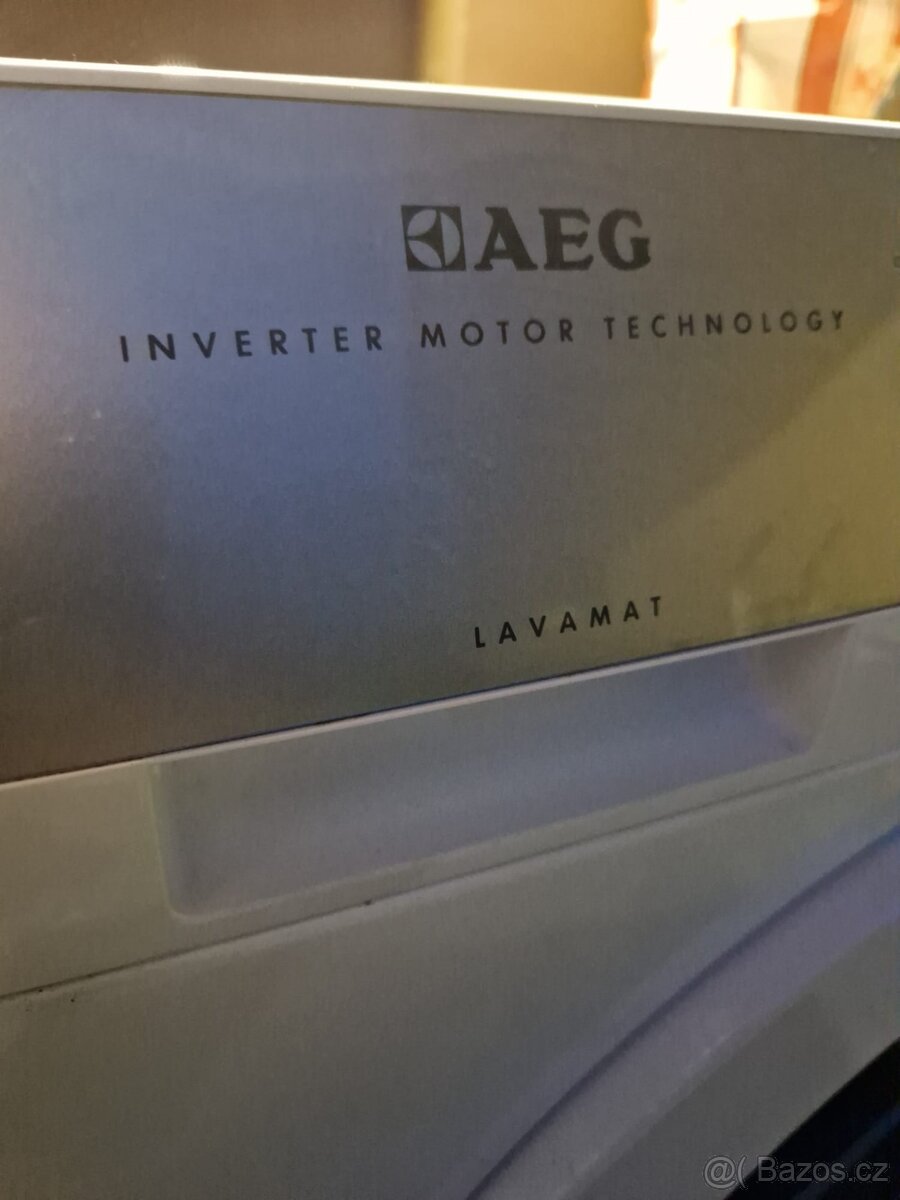 AEG
INVERTER MOTOR TECHNOLOGY
LAVAMAT
@( Bazos.cz